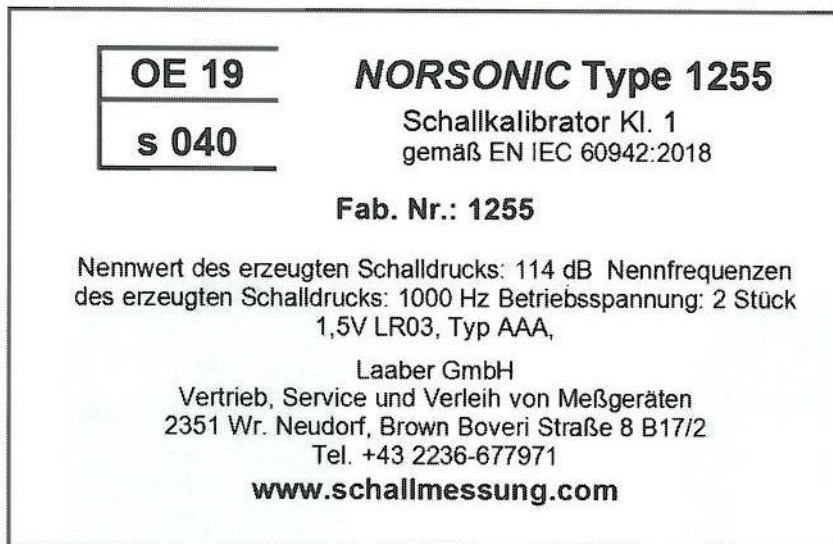 OE 19
s 040
NORSONIC Type 1255
Schallkalibrator Kl. 1
gemäß EN IEC 60942:2018
Fab. Nr.: 1255
Nennwert des erzeugten Schalldrucks: 114 dB Nennfrequenzen
des erzeugten Schalldrucks: 1000 Hz Betriebsspannung: 2 Stück
1,5V LR03, Typ AAA,
Laaber GmbH
Vertrieb, Service und Verleih von Meßgeräten
2351 Wr. Neudorf, Brown Boveri Straße 8 B17/2
Tel. +43 2236-677971
www.schallmessung.com